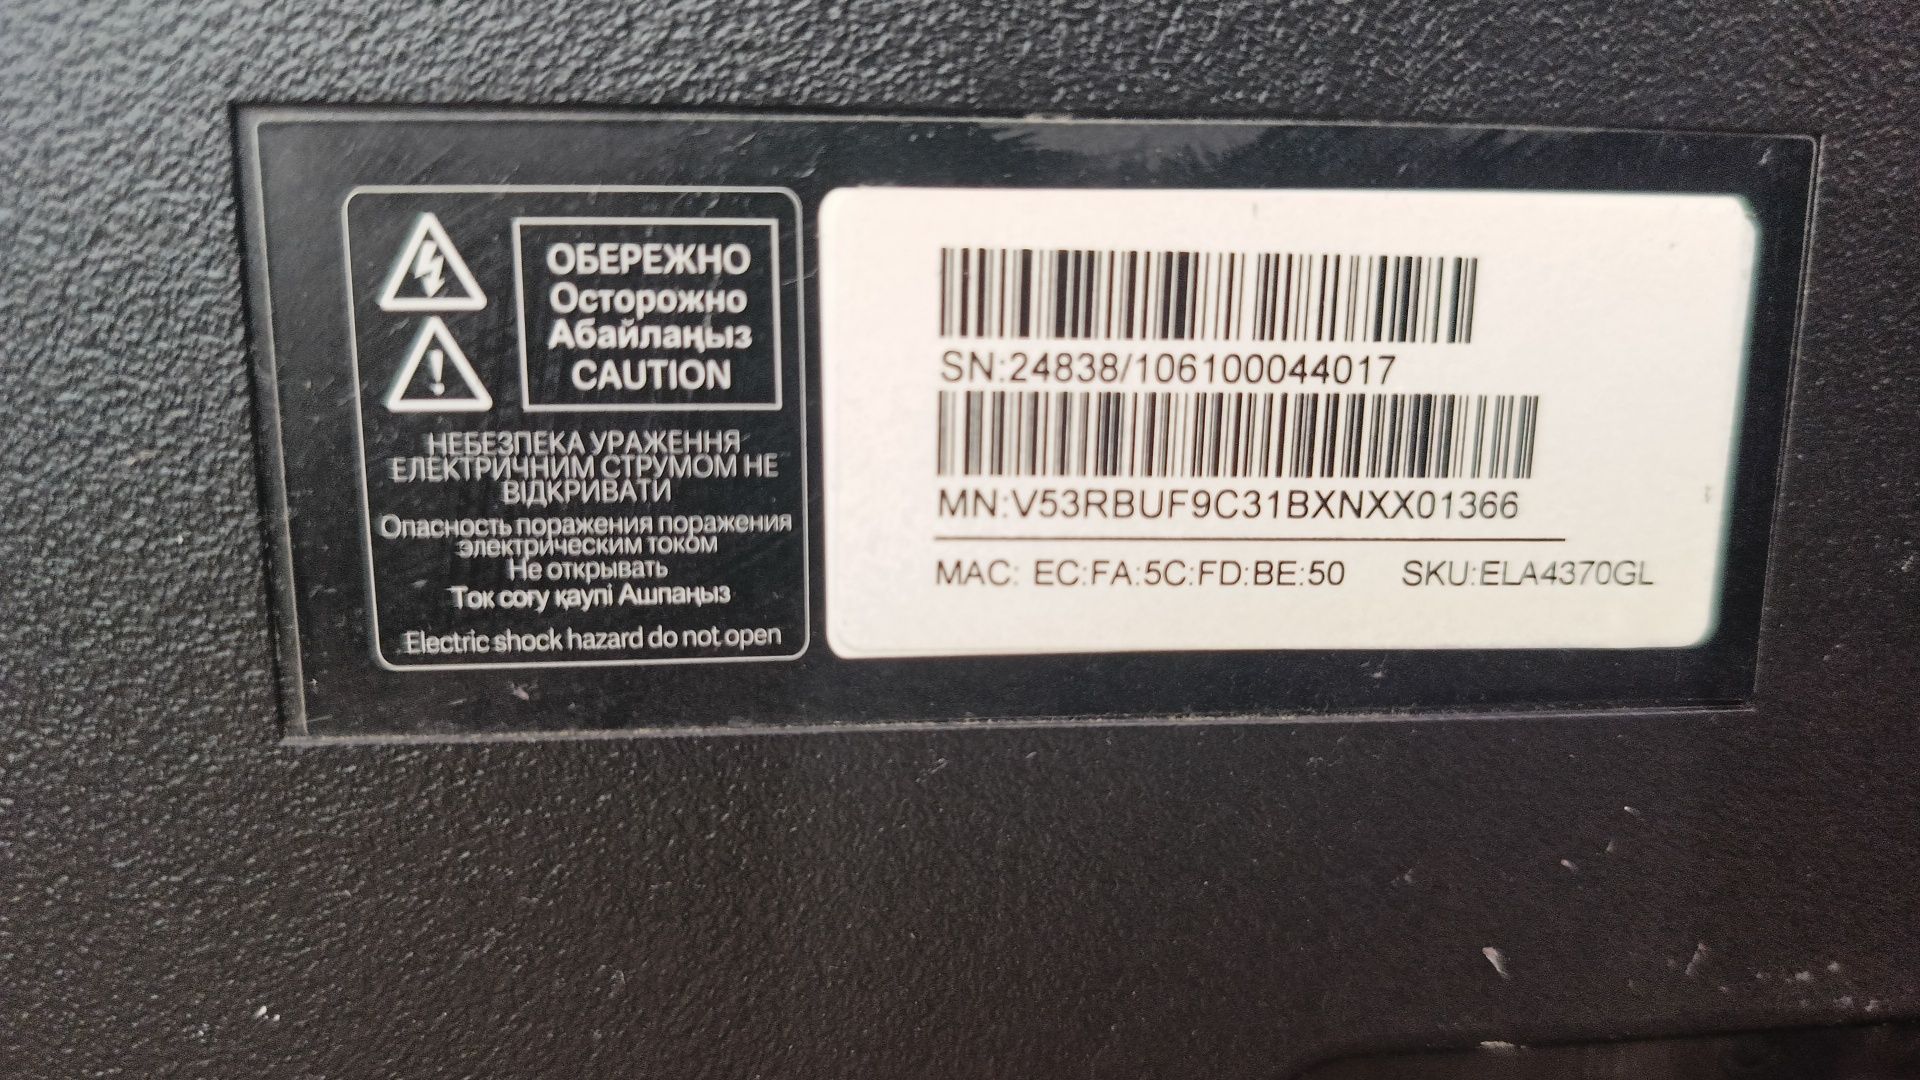 ОБЕРЕЖНО
Осторожно
Абайлаңыз
CAUTION
НЕБЕЗПЕКА УРАЖЕННЯ
ЕЛЕКТРИЧНИМ СТРУМОМ НЕ
ВІДКРИВАТИ
Опасность поражения поражения
электрическим током
Не открывать
Ток соғу қаупі Ашпаңыз
Electric shock hazard do not open
SN:24838/106100044017
MN:V53RBUF9C31BXNXX01366
MAC: EC:FA:5C:FD:BE:50 SKU:ELA4370GL